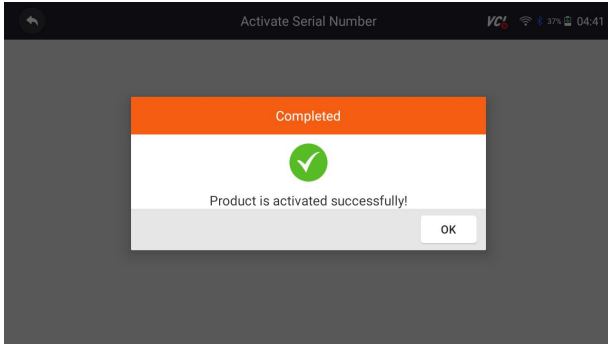 Activate Serial Number
VCI 37% 04:41
Completed
Product is activated successfully!
OK